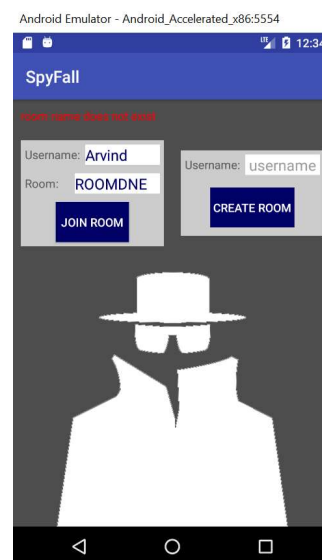 Android Emulator - Android_Accelerated_x86:5554
LTE 12:34
SpyFall
room name does not exist
Username: Arvind
Room: ROOMDNE
JOIN ROOM
Username: username
CREATE ROOM